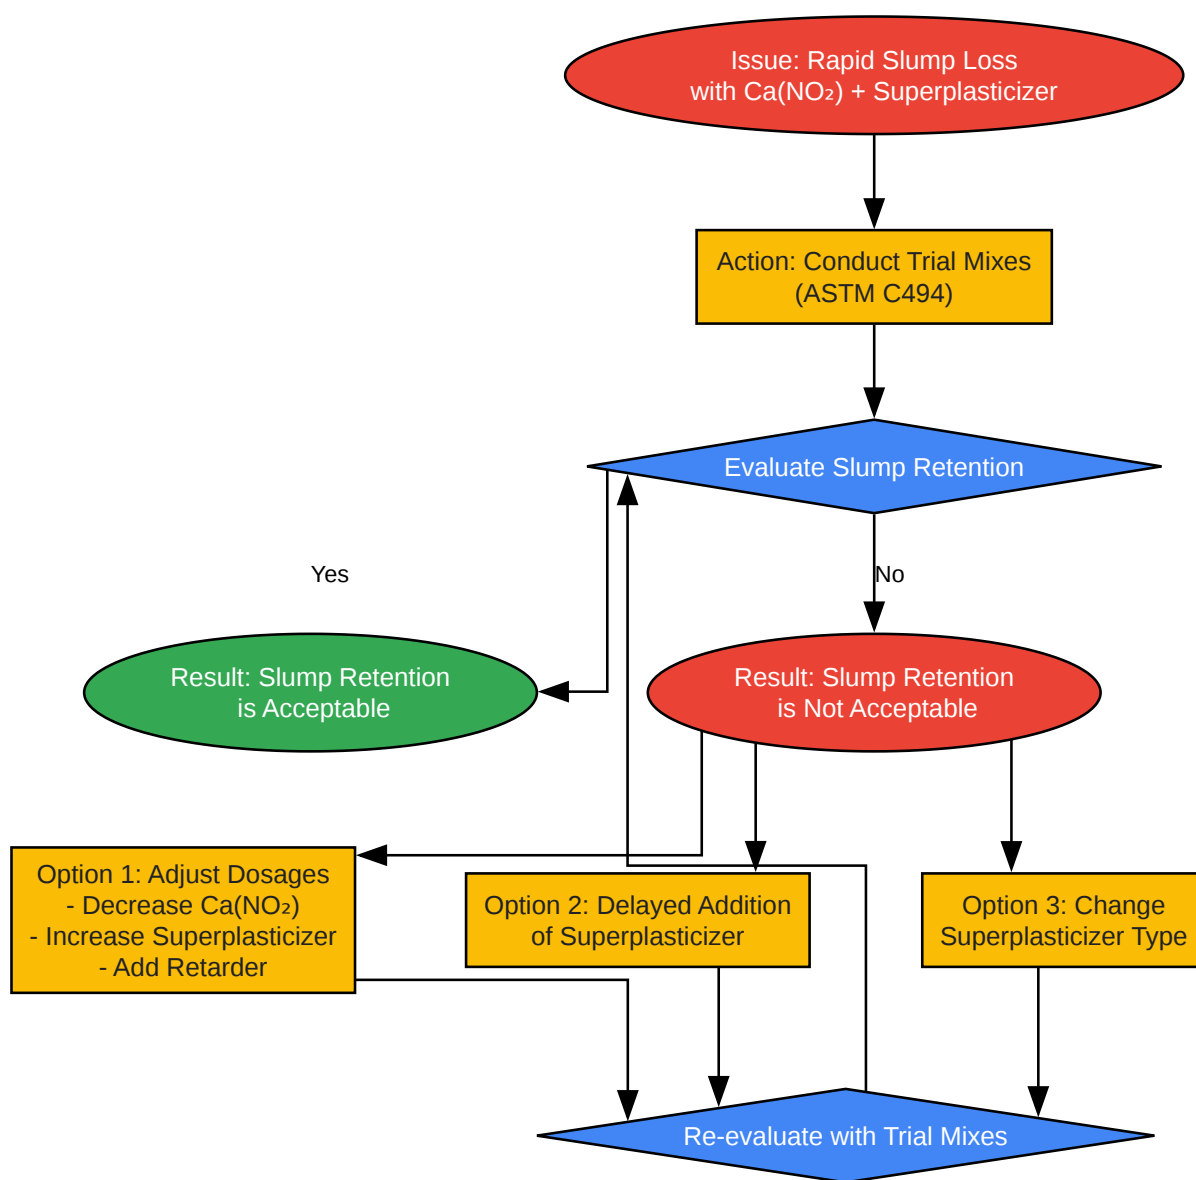 Issue: Rapid Slump Loss
with Ca(NO₂) + Superplasticizer
Action: Conduct Trial Mixes
(ASTM C494)
Evaluate Slump Retention
Yes
No
Result: Slump Retention
is Acceptable
Result: Slump Retention
is Not Acceptable
Option 1: Adjust Dosages
- Decrease Ca(NO₂)
- Increase Superplasticizer
- Add Retarder
Option 2: Delayed Addition
of Superplasticizer
Option 3: Change
Superplasticizer Type
Re-evaluate with Trial Mixes